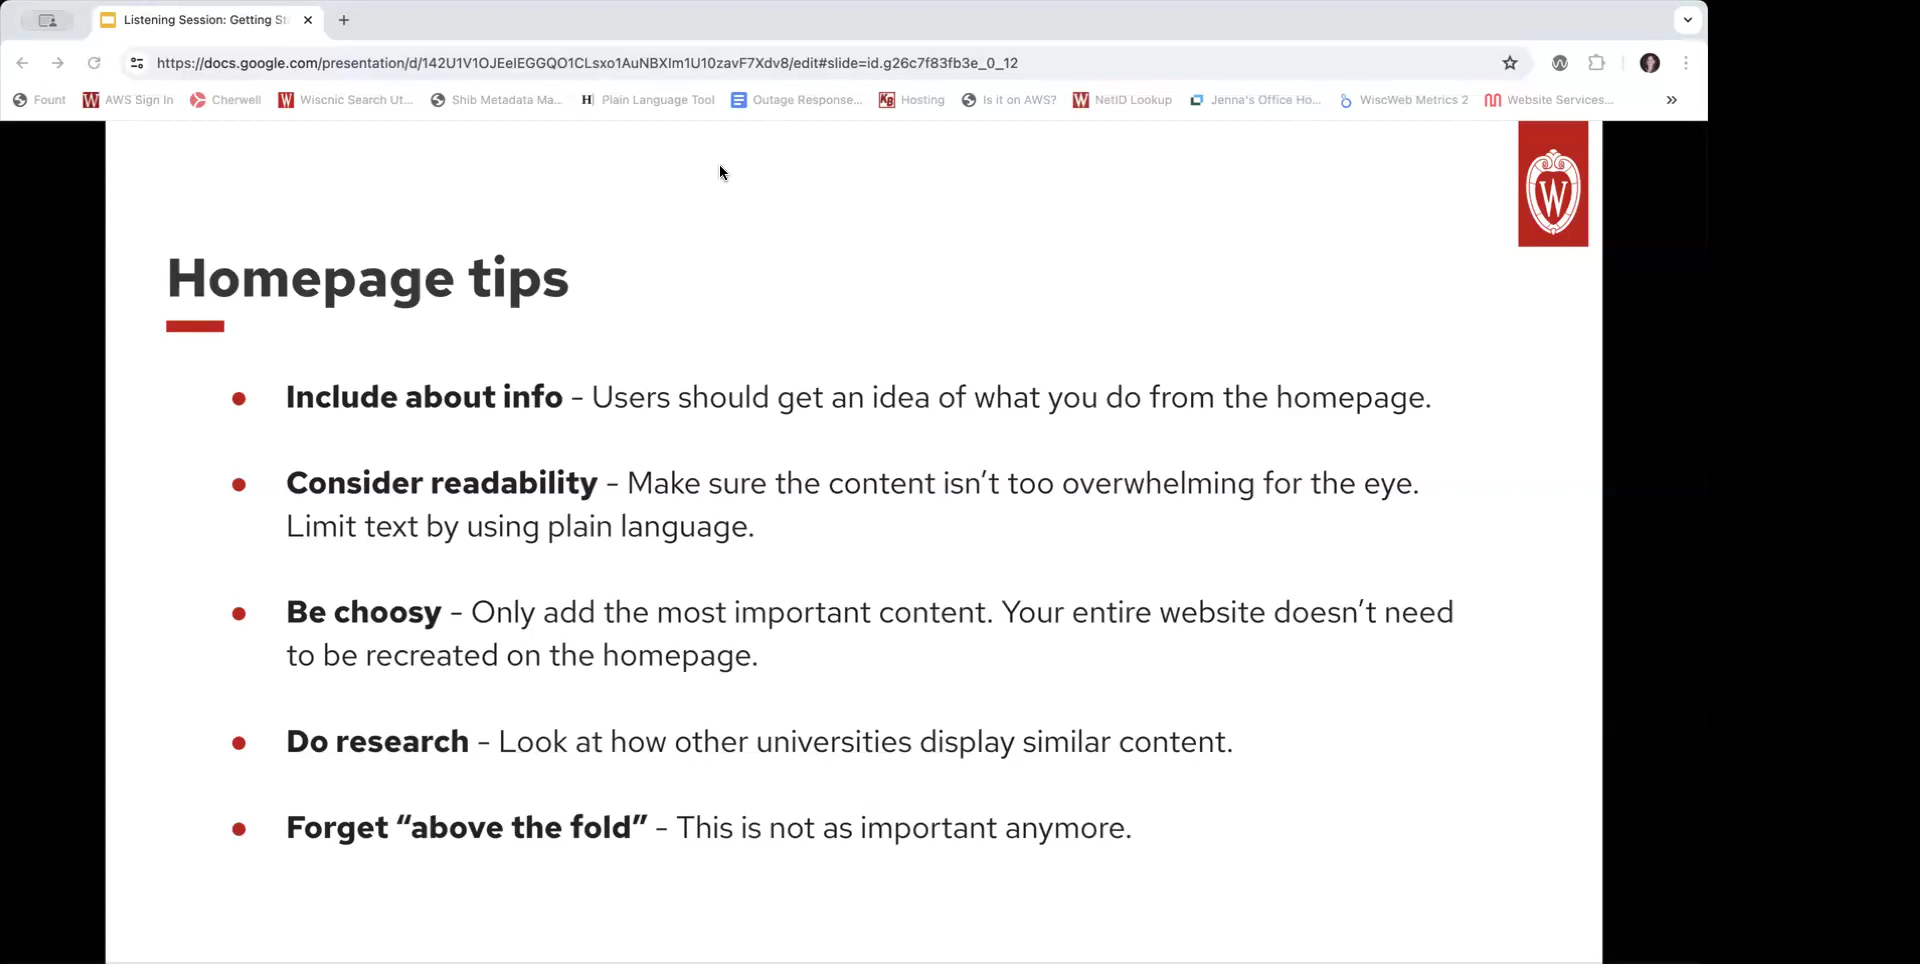 Listening Session: Getting St
https://docs.google.com/presentation/d/142U1V1OJEeIEGGQO1CLsxo1AuNBXIm1U10zavF7Xdv8/edit#slide=id.g26c7f83fb3e_0_12
Fount AWS Sign In Cherwell Wiscnic Search Ut... Shib Metadata Ma... H Plain Language Tool Outage Response... KB Hosting Is it on AWS? NetID Lookup Jenna's Office Ho... WiscWeb Metrics 2 Website Services...
W
Homepage tips
● Include about info - Users should get an idea of what you do from the homepage.
● Consider readability - Make sure the content isn’t too overwhelming for the eye.
Limit text by using plain language.
● Be choosy - Only add the most important content. Your entire website doesn’t need
to be recreated on the homepage.
● Do research - Look at how other universities display similar content.
● Forget “above the fold” - This is not as important anymore.